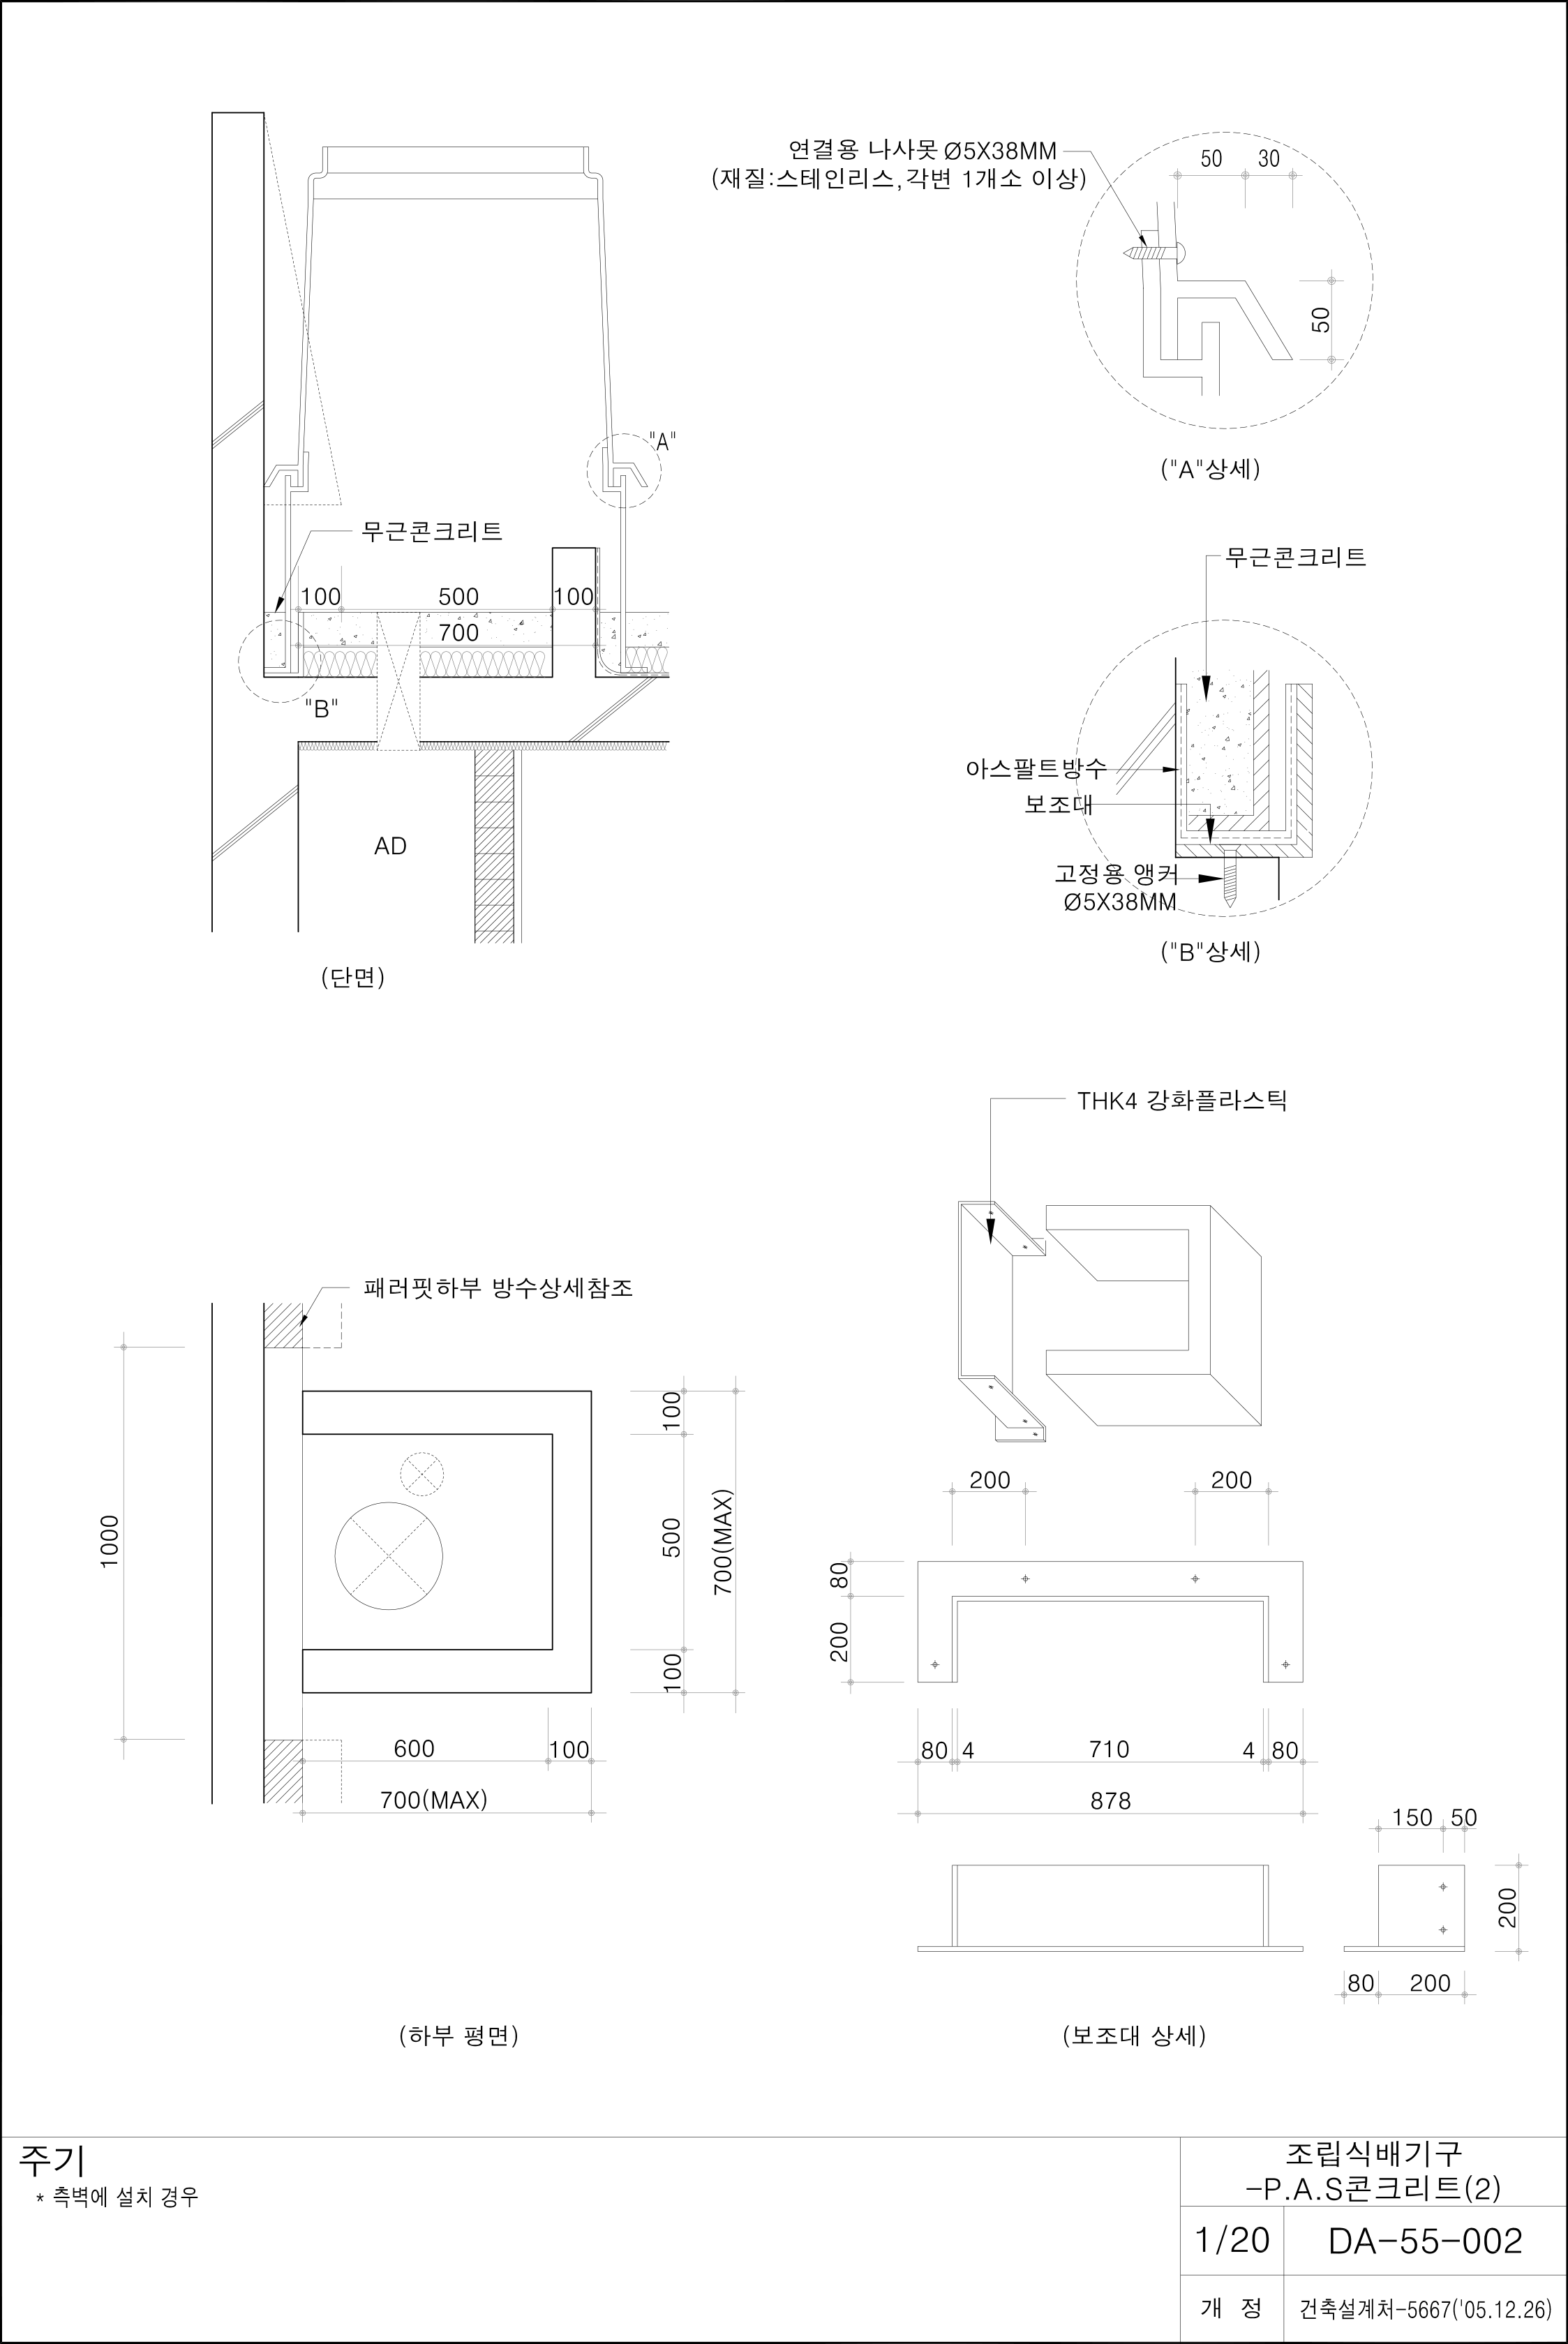 연결용 나사못 Ø5X38MM
(재질:스테인리스,각변 1개소 이상)
50
30
50
("A"상세)
"A"
무근콘크리트
100
500
100
700
"B"
AD
(단면)
무근콘크리트
아스팔트방수
보조대
고정용 앵커
Ø5X38MM
("B"상세)
THK4 강화플라스틱
패러핏하부 방수상세참조
1000
100
500
100
700(MAX)
600
100
700(MAX)
(하부 평면)
200
200
80
200
80
4
710
4
80
878
150
50
200
80
200
(보조대 상세)
주기
* 측벽에 설치 경우
조립식배기구
-P.A.S콘크리트(2)
1/20
DA-55-002
개 정
건축설계처-5667('05.12.26)